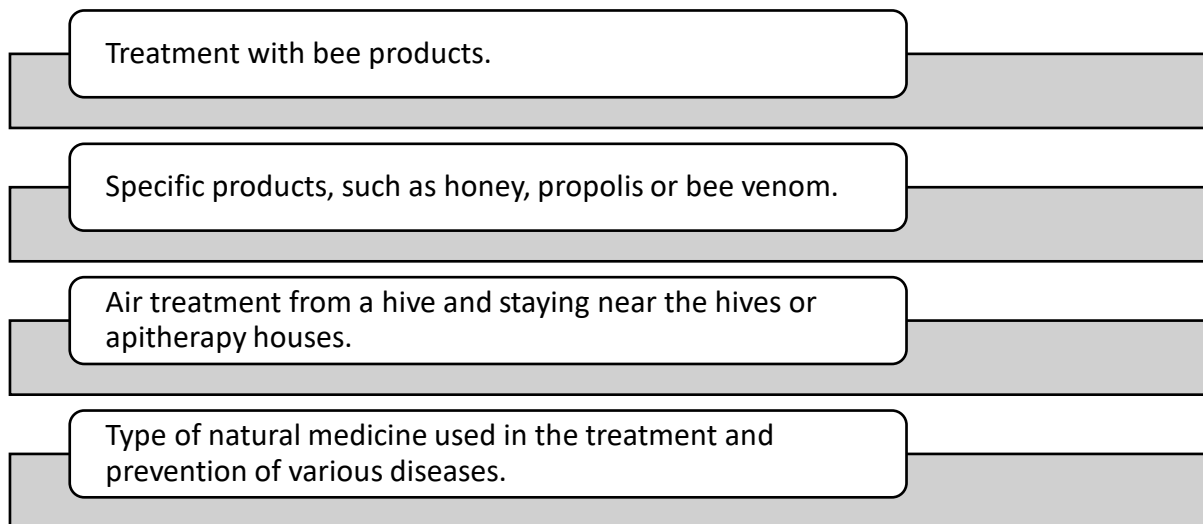 Treatment with bee products.
Specific products, such as honey, propolis or bee venom.
Air treatment from a hive and staying near the hives or
apitherapy houses.
Type of natural medicine used in the treatment and
prevention of various diseases.